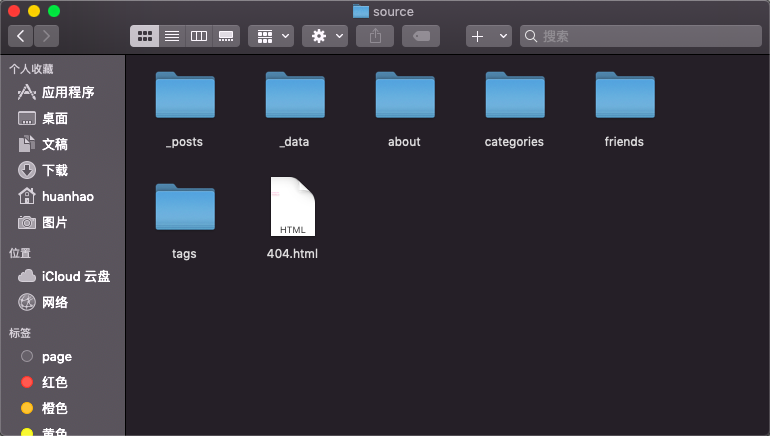 source
搜索
个人收藏
应用程序
桌面
文稿
下载
huanhao
图片
位置
iCloud 云盘
网络
标签
page
红色
橙色
黄色
_posts
_data
about
categories
friends
HTML
tags
404.html